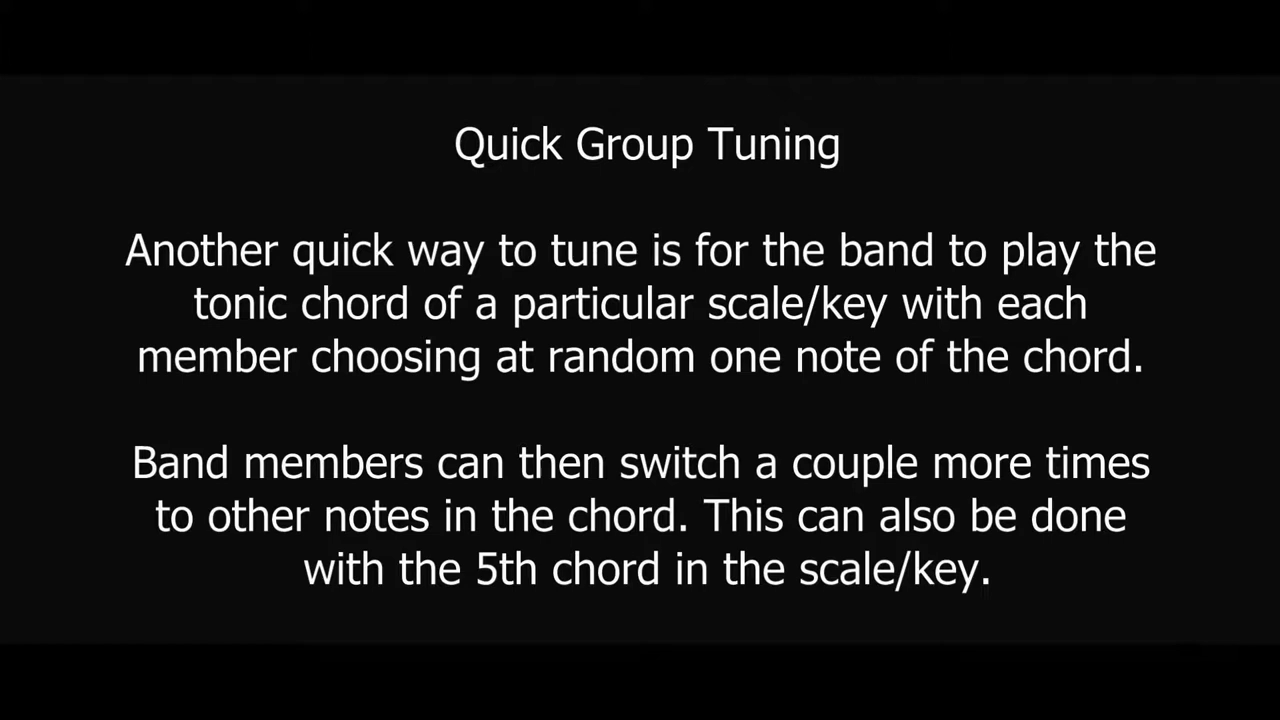 Quick Group Tuning
Another quick way to tune is for the band to play the
tonic chord of a particular scale/key with each
member choosing at random one note of the chord.
Band members can then switch a couple more times
to other notes in the chord. This can also be done
with the 5th chord in the scale/key.